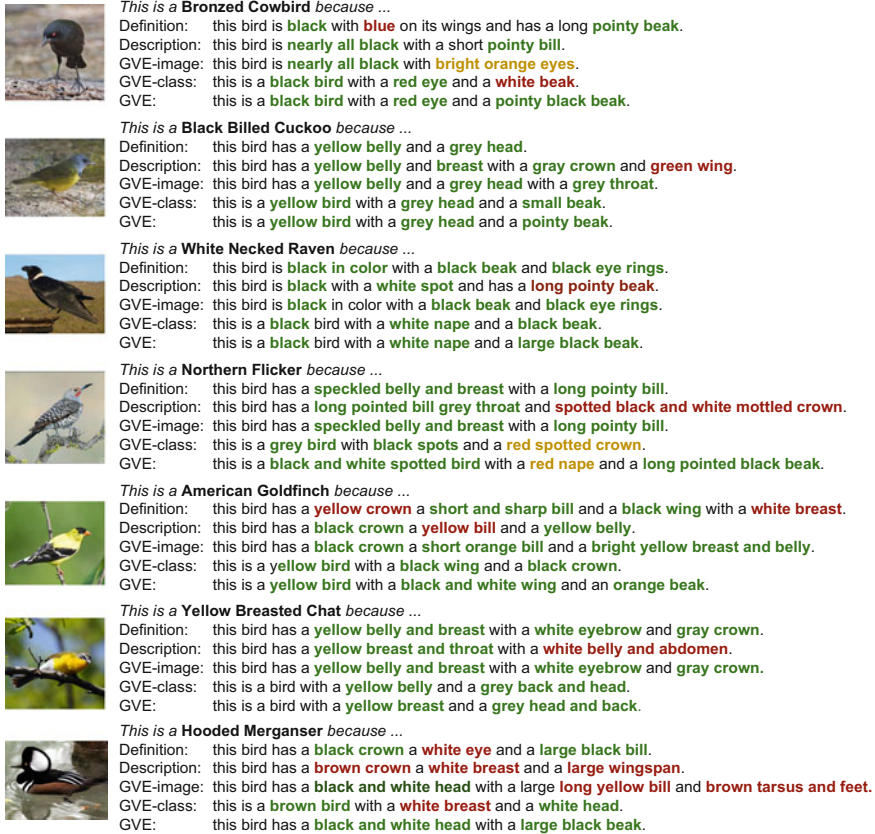 This is a Bronzed Cowbird because ...
Definition: this bird is black with blue on its wings and has a long pointy beak.
Description: this bird is nearly all black with a short pointy bill.
GVE-image: this bird is nearly all black with bright orange eyes.
GVE-class: this is a black bird with a red eye and a white beak.
GVE: this is a black bird with a red eye and a pointy black beak.
This is a Black Billed Cuckoo because ...
Definition: this bird has a yellow belly and a grey head.
Description: this bird has a yellow belly and breast with a gray crown and green wing.
GVE-image: this bird has a yellow belly and a grey head with a grey throat.
GVE-class: this is a yellow bird with a grey head and a small beak.
GVE: this is a yellow bird with a grey head and a pointy beak.
This is a White Necked Raven because ...
Definition: this bird is black in color with a black beak and black eye rings.
Description: this bird is black with a white spot and has a long pointy beak.
GVE-image: this bird is black in color with a black beak and black eye rings.
GVE-class: this is a black bird with a white nape and a black beak.
GVE: this is a black bird with a white nape and a large black beak.
This is a Northern Flicker because ...
Definition: this bird has a speckled belly and breast with a long pointy bill.
Description: this bird has a long pointed bill grey throat and spotted black and white mottled crown.
GVE-image: this bird has a speckled belly and breast with a long pointy bill.
GVE-class: this is a grey bird with black spots and a red spotted crown.
GVE: this is a black and white spotted bird with a red nape and a long pointed black beak.
This is a American Goldfinch because ...
Definition: this bird has a yellow crown a short and sharp bill and a black wing with a white breast.
Description: this bird has a black crown a yellow bill and a yellow belly.
GVE-image: this bird has a black crown a short orange bill and a bright yellow breast and belly.
GVE-class: this is a yellow bird with a black wing and a black crown.
GVE: this is a yellow bird with a black and white wing and an orange beak.
This is a Yellow Breasted Chat because ...
Definition: this bird has a yellow belly and breast with a white eyebrow and gray crown.
Description: this bird has a yellow breast and throat with a white belly and abdomen.
GVE-image: this bird has a yellow belly and breast with a white eyebrow and gray crown.
GVE-class: this is a bird with a yellow belly and a grey back and head.
GVE: this is a bird with a yellow breast and a grey head and back.
This is a Hooded Merganser because ...
Definition: this bird has a black crown a white eye and a large black bill.
Description: this bird has a brown crown a white breast and a large wingspan.
GVE-image: this bird has a black and white head with a large long yellow bill and brown tarsus and feet.
GVE-class: this is a brown bird with a white breast and a white head.
GVE: this bird has a black and white head with a large black beak.